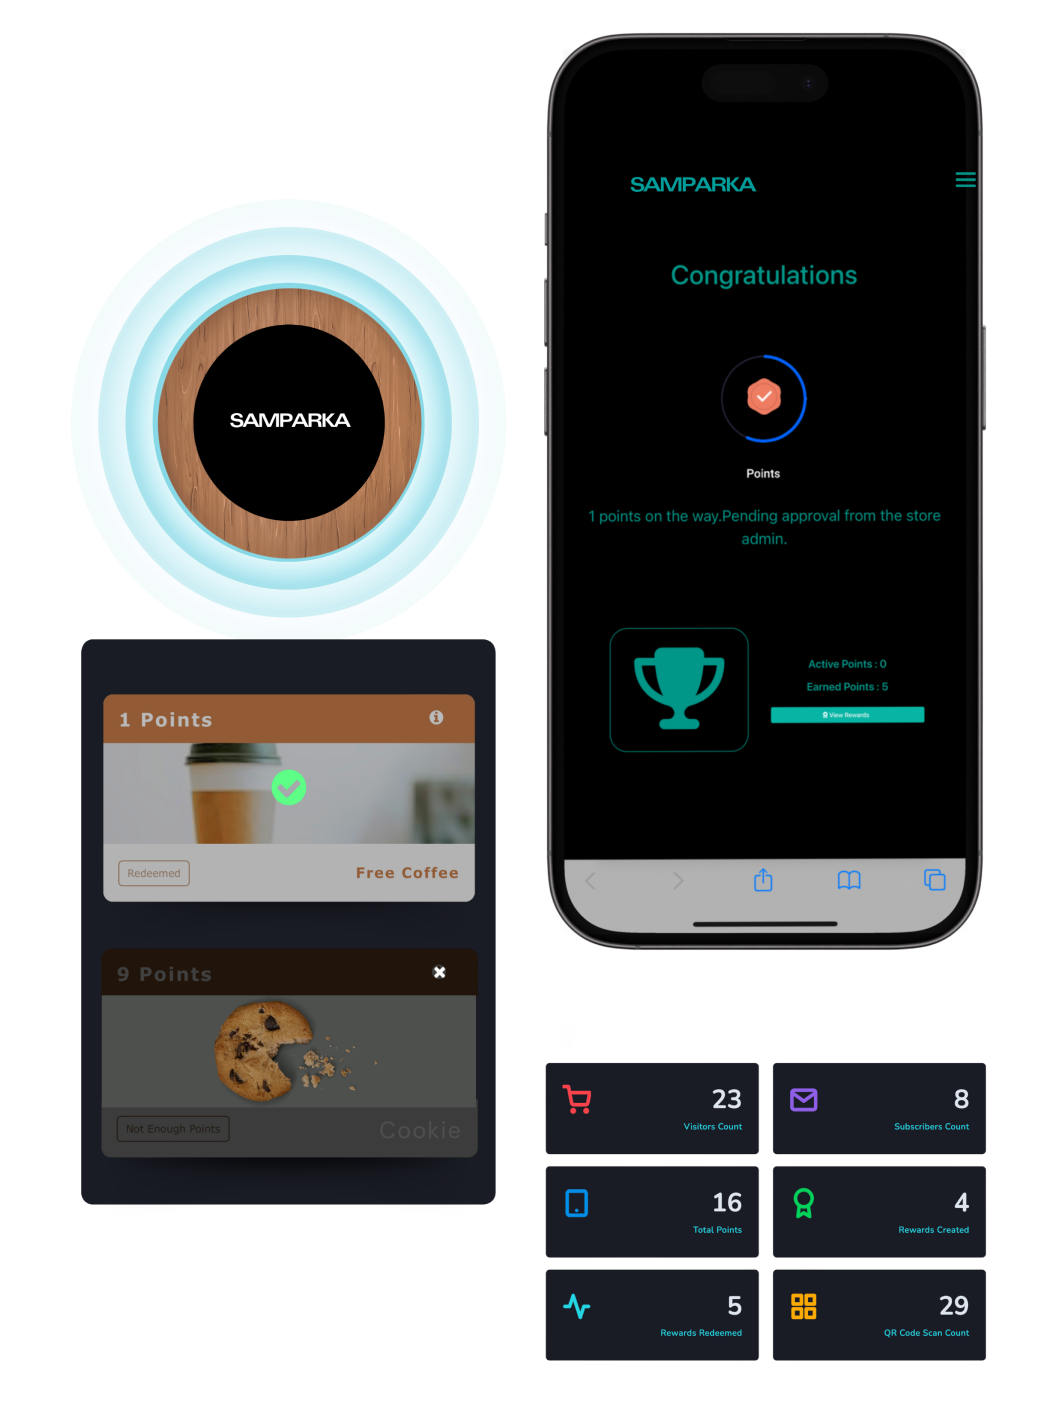 SAMPARKA
Congratulations
Points
1 points on the way.Pending approval from the store
admin.
Active Points : 0
Earned Points : 5
View Rewards
SAMPARKA
1 Points
Redeemed
Free Coffee
9 Points
Not Enough Points
Cookie
23
Visitors Count
8
Subscribers Count
16
Total Points
4
Rewards Created
5
Rewards Redeemed
29
QR Code Scan Count